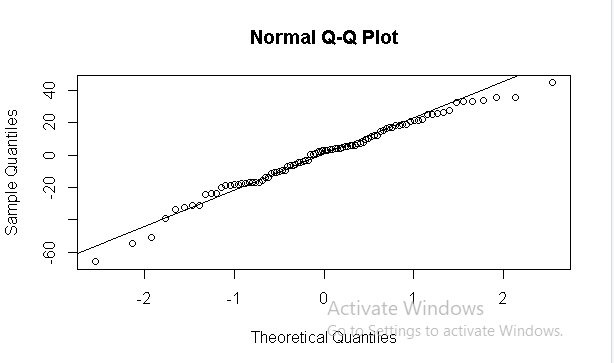 Normal Q-Q Plot
Sample Quantiles
40
20
0
-20
-60
-2
-1
0
1
2
Theoretical Quantiles
Activate Windows
Go to Settings to activate Windows.